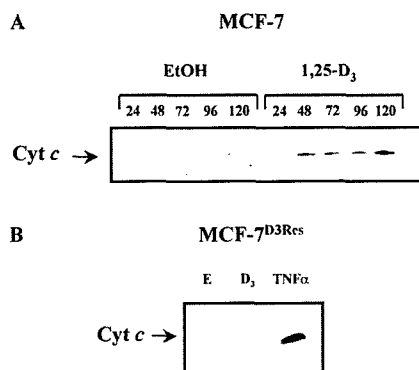 A MCF-7
EtOH 1,25-D3
24 48 72 96 120 24 48 72 96 120
Cyt c
B MCF-7D3Res
E D3 TNFα
Cyt c